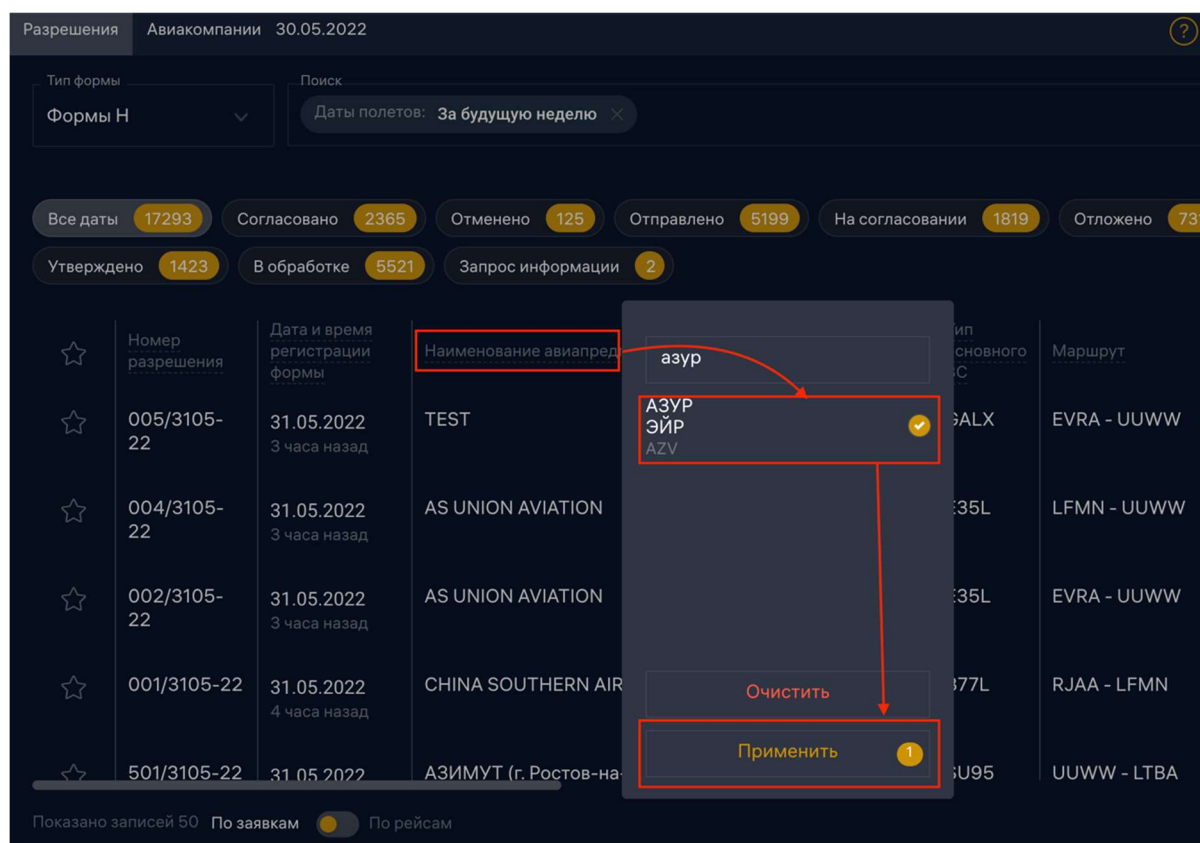 Разрешения Авиакомпании 30.05.2022 ?
Тип формы
Формы Н
Поиск
Даты полетов: За будущую неделю
Все даты 17293 Согласовано 2365 Отменено 125 Отправлено 5199 На согласовании 1819 Отложено
Утверждено 1423 В обработке 5521 Запрос информации 2
Номер
разрешения
Дата и время
регистрации
формы
Наименование авиапред
Маршрут
азур
АЗУР
ЭЙР
AZV
005/3105-
22
31.05.2022
3 часа назад
TEST
GALX
EVRA - UUWW
004/3105-
22
31.05.2022
3 часа назад
AS UNION AVIATION
E35L
LFMN - UUWW
002/3105-
22
31.05.2022
3 часа назад
AS UNION AVIATION
E35L
EVRA - UUWW
001/3105-22
31.05.2022
4 часа назад
CHINA SOUTHERN AIR
RJAA - LFMN
501/3105-22
31.05.2022
АЗИМУТ (г. Ростов-на-
SU95
UUWW - LTBA
Очистить
Применить 1
Показано записей 50 По заявкам По рейсам